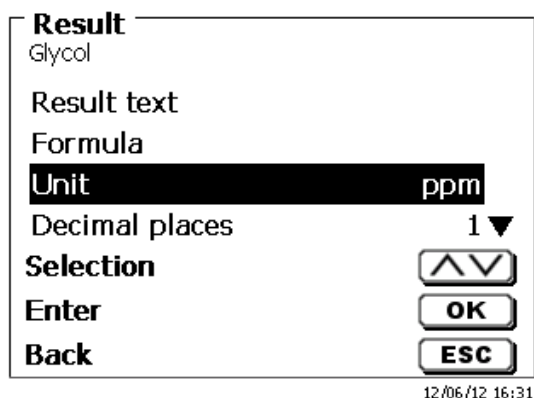 Result
Glycol
Result text
Formula
Unit ppm
Decimal places 1
Selection
Enter OK
Back ESC
12/06/12 16:31